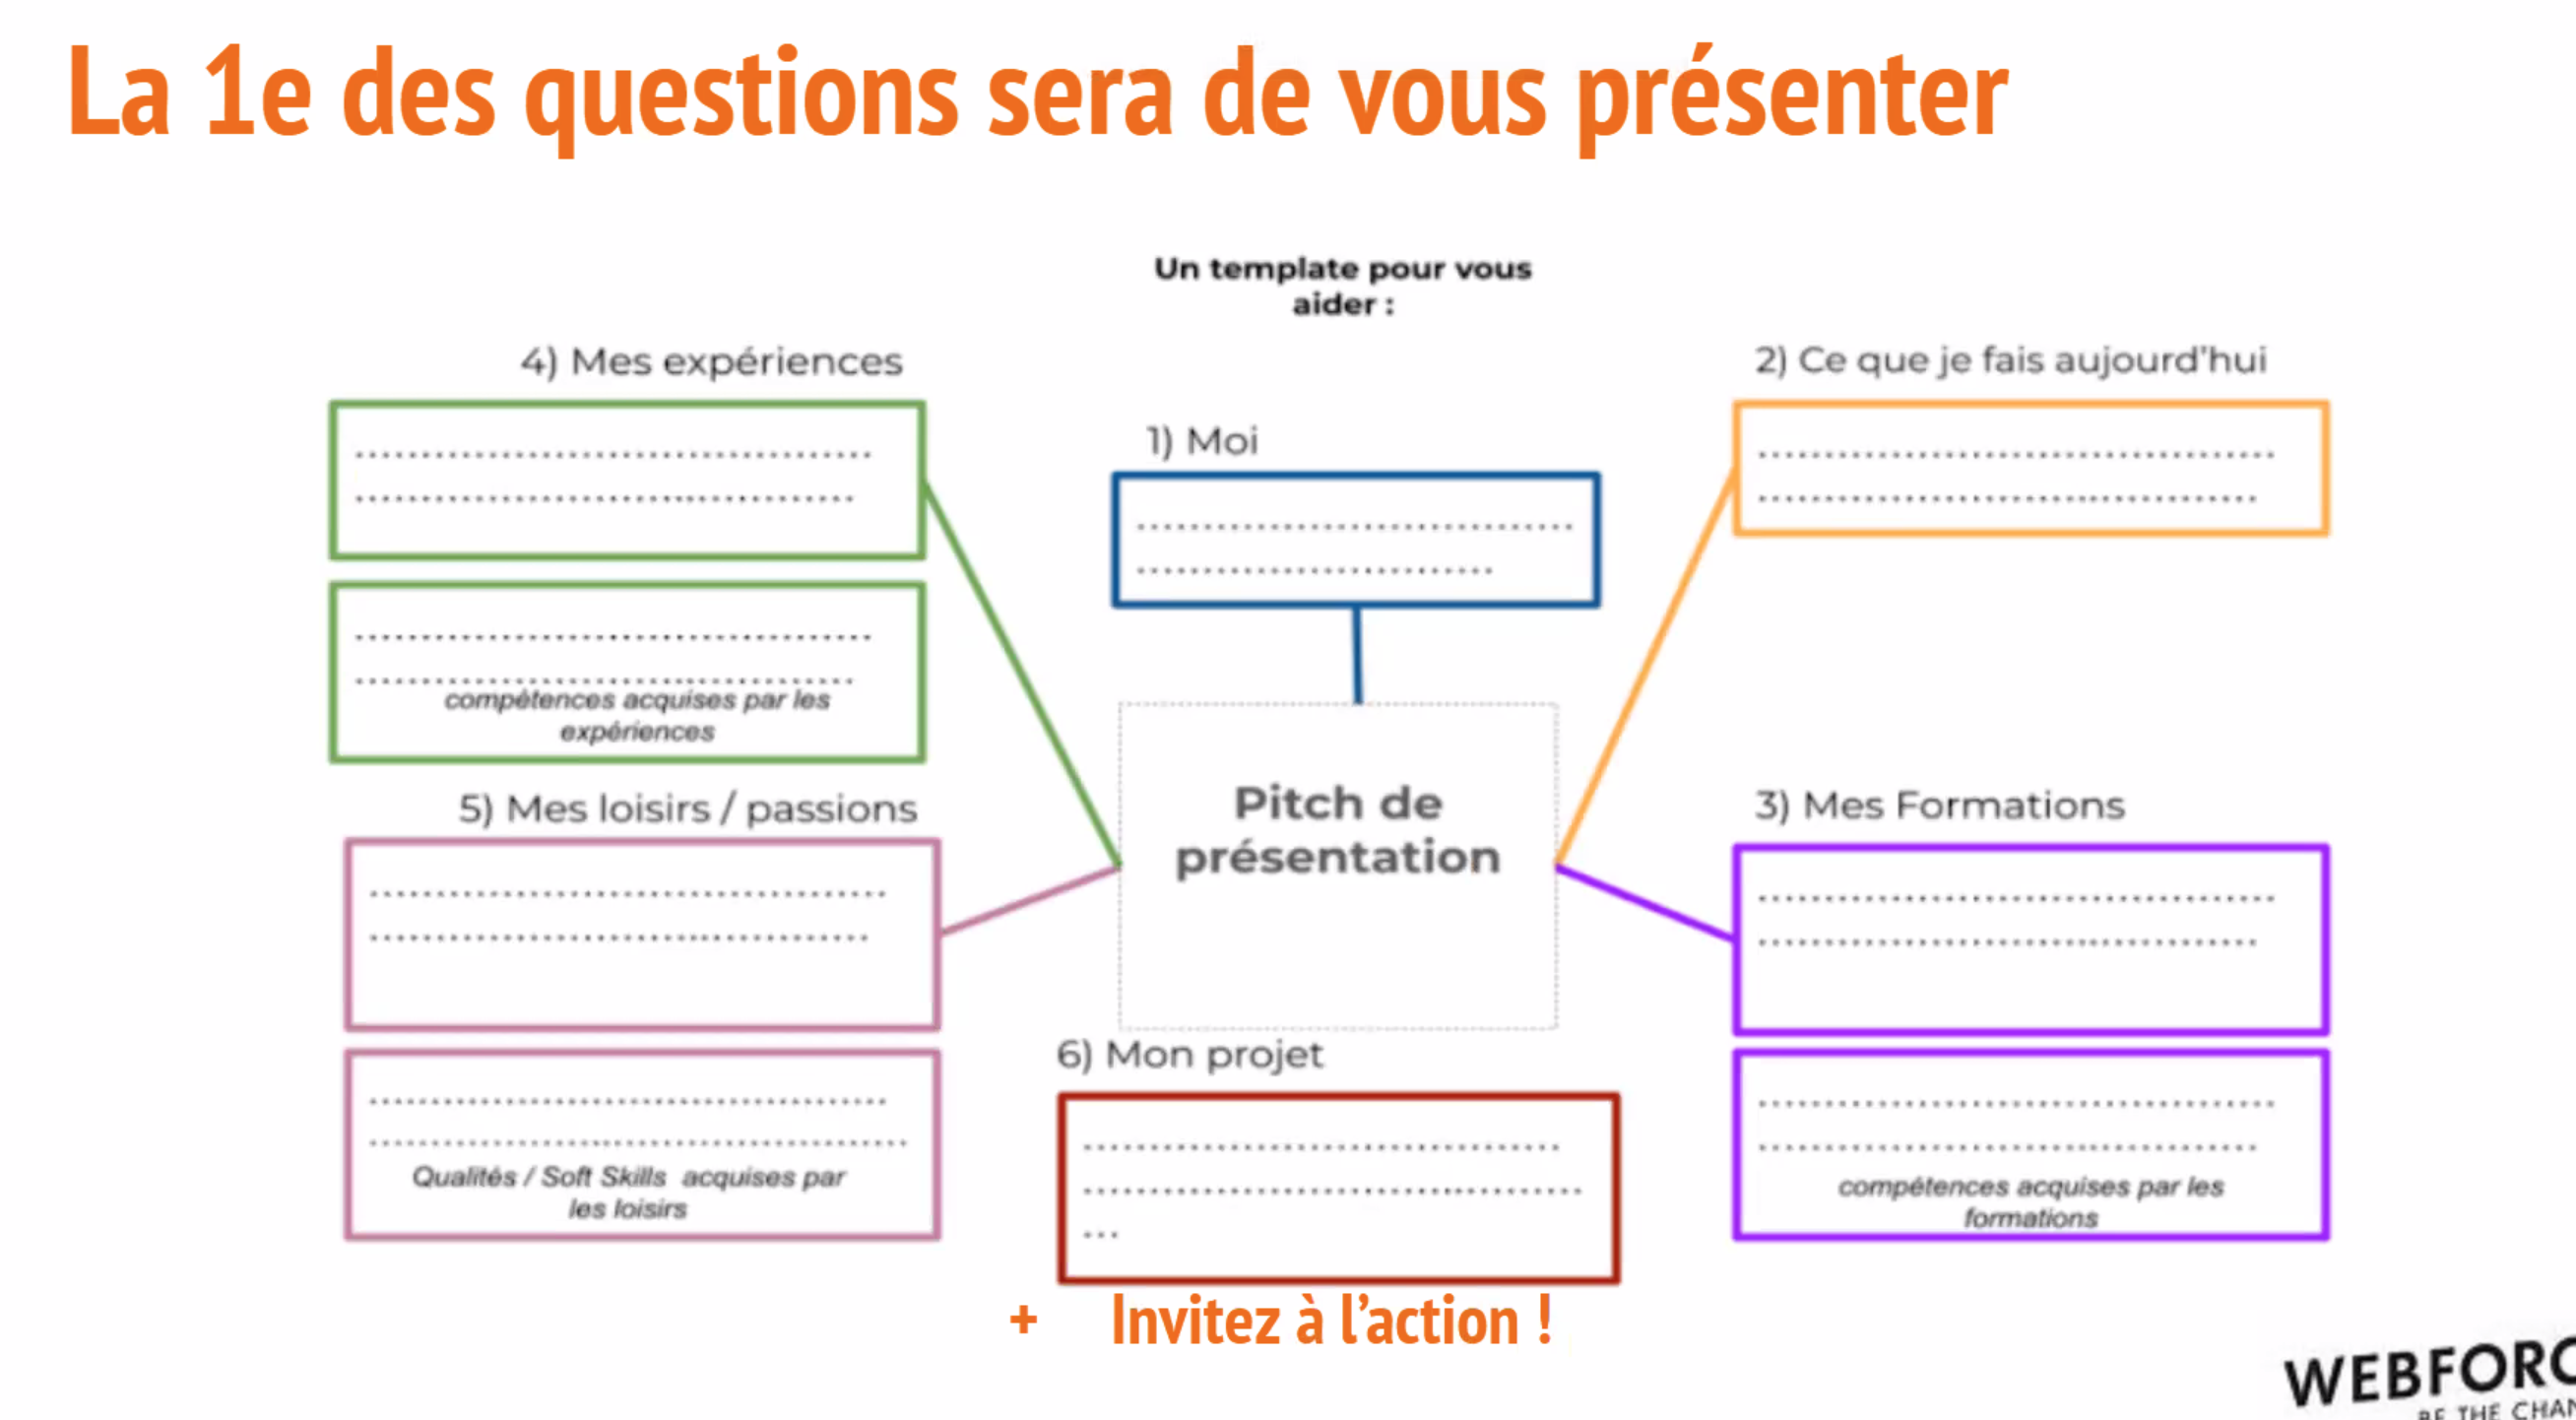 La 1e des questions sera de vous présenter
Un template pour vous
aider :
1) Moi
2) Ce que je fais aujourd'hui
3) Mes Formations
compétences acquises par les
formations
4) Mes expériences
compétences acquises par les
expériences
5) Mes loisirs / passions
Qualités / Soft Skills acquises par
les loisirs
Pitch de
présentation
6) Mon projet
+ Invitez à l’action !
WEBFORC
BE THE CHAN